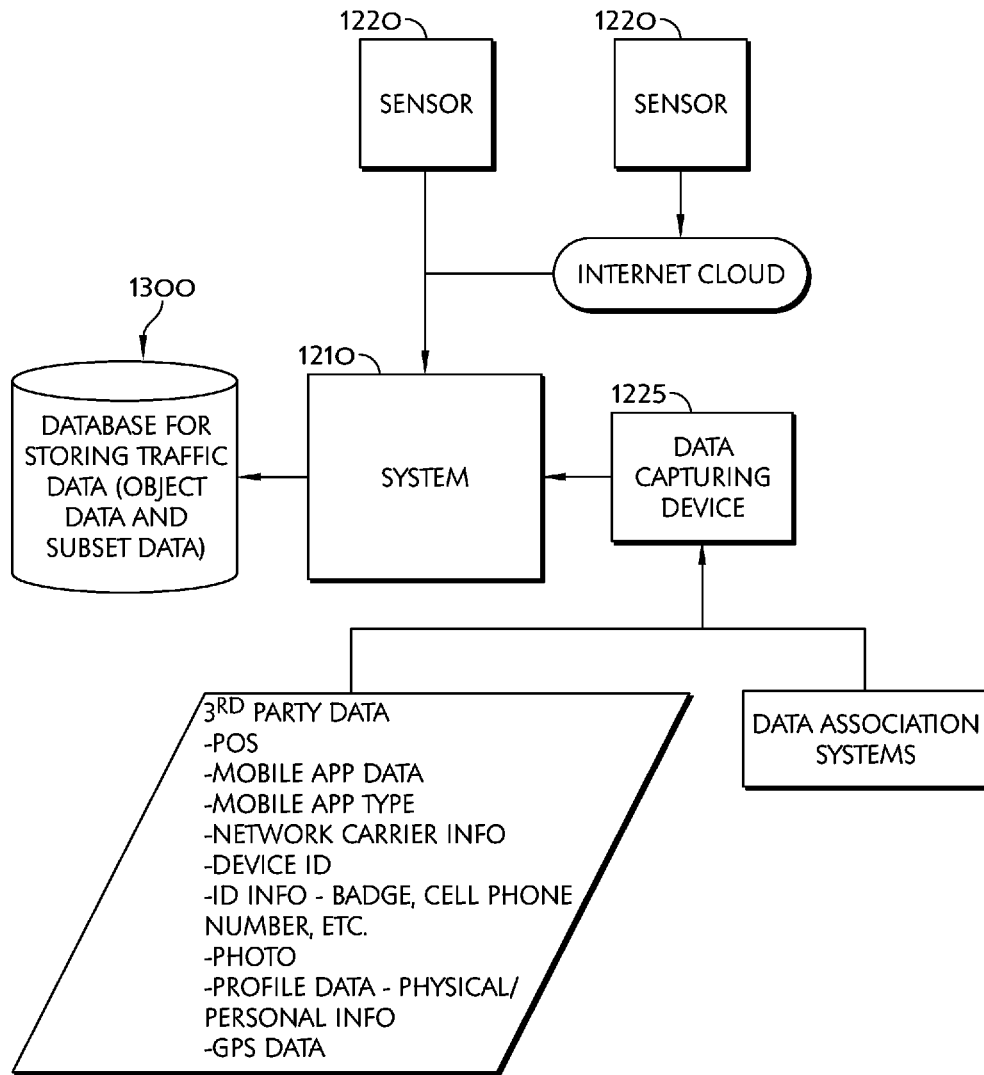 1220
1220
SENSOR
SENSOR
INTERNET CLOUD
1300
1210
1225
DATABASE FOR
STORING TRAFFIC
DATA (OBJECT
DATA AND
SUBSET DATA)
SYSTEM
DATA
CAPTURING
DEVICE
3RD PARTY DATA
-POS
-MOBILE APP DATA
-MOBILE APP TYPE
-NETWORK CARRIER INFO
-DEVICE ID
-ID INFO - BADGE, CELL PHONE
NUMBER, ETC.
-PHOTO
-PROFILE DATA - PHYSICAL/
PERSONAL INFO
-GPS DATA
DATA ASSOCIATION
SYSTEMS